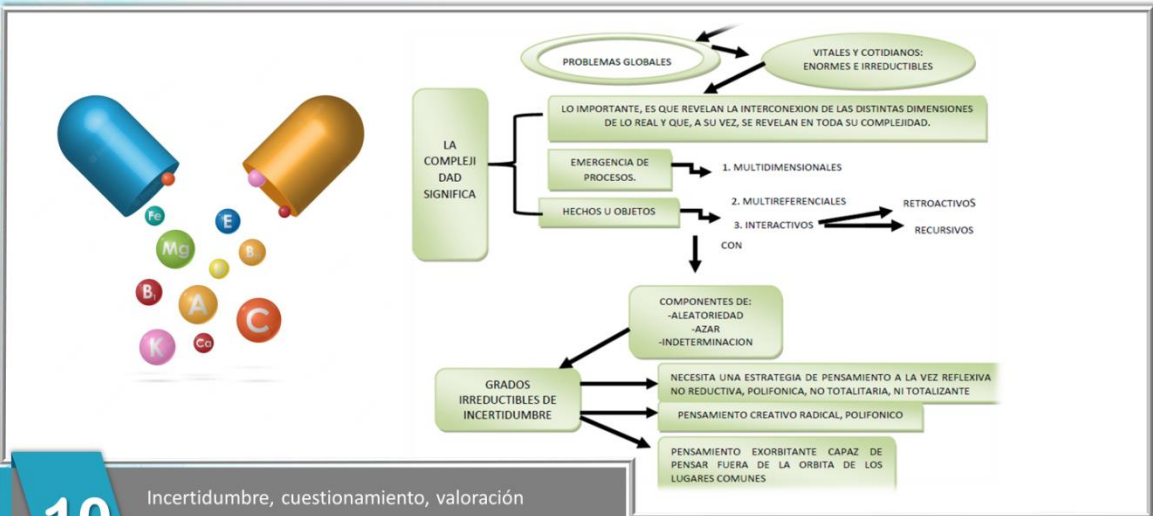 PROBLEMAS GLOBALES
VITALES Y COTIDIANOS:
ENORMES E IRREDUCTIBLES
LA
COMPLEJI
DAD
SIGNIFICA
LO IMPORTANTE, ES QUE REVELAN LA INTERCONEXION DE LAS DISTINTAS DIMENSIONES
DE LO REAL Y QUE, A SU VEZ, SE REVELAN EN TODA SU COMPLEJIDAD.
EMERGENCIA DE
PROCESOS.
1. MULTIDIMENSIONALES
HECHOS U OBJETOS
2. MULTIREFERENCIALES
3. INTERACTIVOS
RETROACTIVOS
RECURSIVOS
CON
COMPONENTES DE:
-ALEATORIEDAD
-AZAR
-INDETERMINACION
GRADOS
IRREDUCTIBLES DE
INCERTIDUMBRE
NECESITA UNA ESTRATEGIA DE PENSAMIENTO A LA VEZ REFLEXIVA
NO REDUCTIVA, POLIFONICA, NO TOTALITARIA, NI TOTALIZANTE
PENSAMIENTO CREATIVO RADICAL, POLIFONICO
PENSAMIENTO EXORBITANTE CAPAZ DE
PENSAR FUERA DE LA ORBITA DE LOS
LUGARES COMUNES
Fe
E
Mg
B₁
A
C
K
Ca
10
Incertidumbre, cuestionamiento, valoración